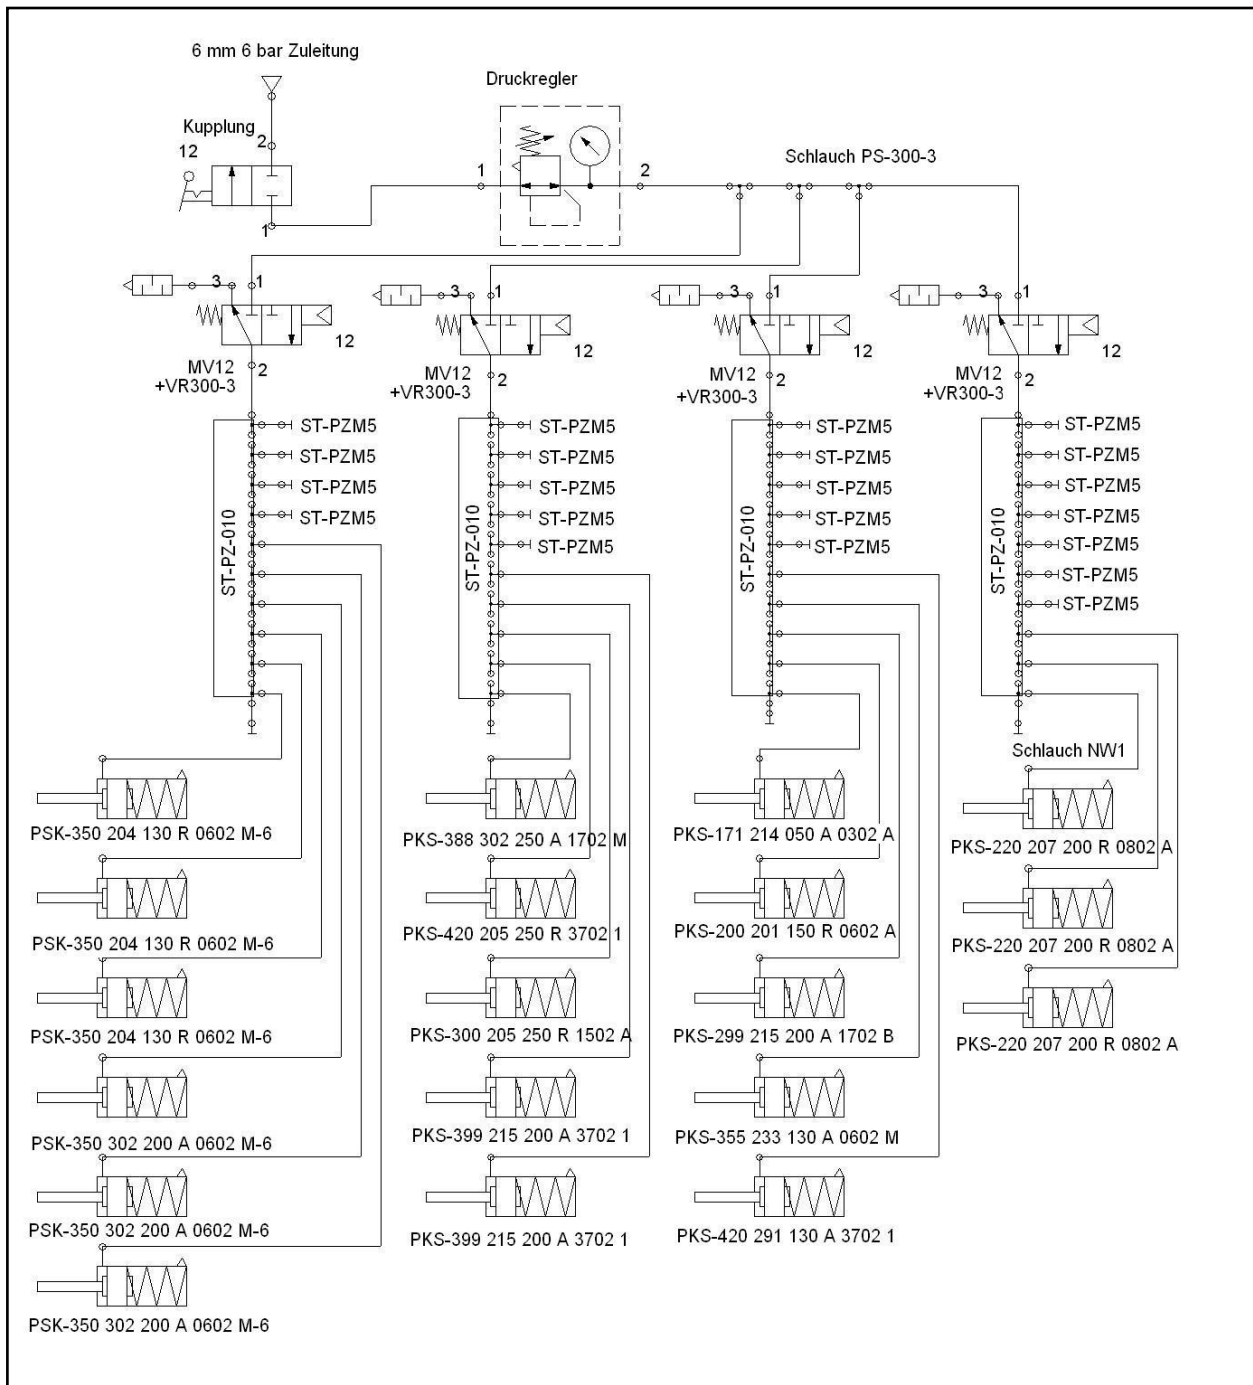 6 mm 6 bar Zuleitung
Druckregler
Kupplung
2
12
1
2
Schlauch PS-300-3
1
3
1
3
1
3
1
3
1
12
12
12
12
MV12
+VR300-3
2
MV12
+VR300-3
2
MV12
+VR300-3
2
MV12
+VR300-3
2
ST-PZ-010
ST-PZM5
ST-PZM5
ST-PZM5
ST-PZM5
ST-PZ-010
ST-PZM5
ST-PZM5
ST-PZM5
ST-PZM5
ST-PZM5
ST-PZ-010
ST-PZM5
ST-PZM5
ST-PZM5
ST-PZM5
ST-PZM5
ST-PZ-010
ST-PZM5
ST-PZM5
ST-PZM5
ST-PZM5
ST-PZM5
ST-PZM5
ST-PZM5
PSK-350 204 130 R 0602 M-6
PSK-350 204 130 R 0602 M-6
PSK-350 204 130 R 0602 M-6
PSK-350 302 200 A 0602 M-6
PSK-350 302 200 A 0602 M-6
PSK-350 302 200 A 0602 M-6
PKS-388 302 250 A 1702 M
PKS-420 205 250 R 3702 1
PKS-300 205 250 R 1502 A
PKS-399 215 200 A 3702 1
PKS-399 215 200 A 3702 1
PKS-171 214 050 A 0302 A
PKS-200 201 150 R 0602 A
PKS-299 215 200 A 1702 B
PKS-355 233 130 A 0602 M
PKS-420 291 130 A 3702 1
Schlauch NW1
PKS-220 207 200 R 0802 A
PKS-220 207 200 R 0802 A
PKS-220 207 200 R 0802 A